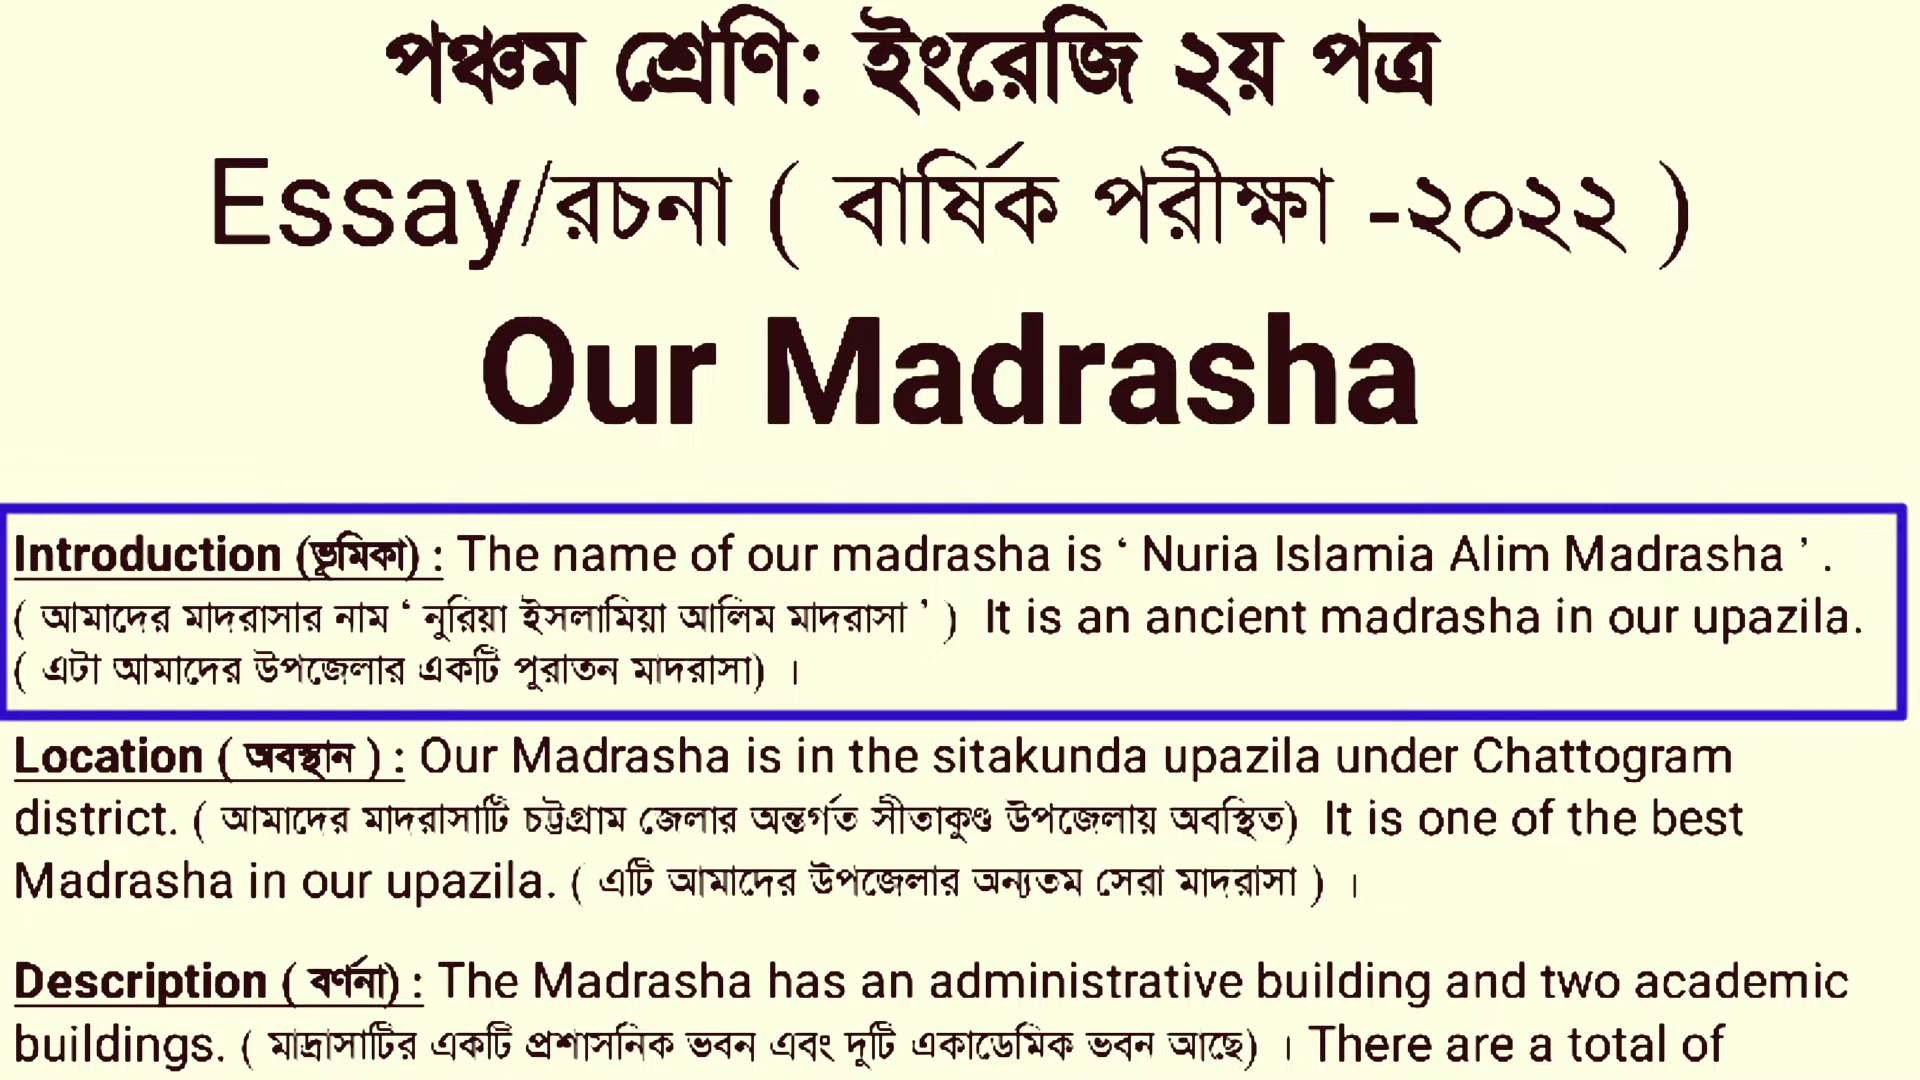 পঞ্চম শ্রেণি: ইংরেজি ২য় পত্র
Essay/রচনা ( বার্ষিক পরীক্ষা -২০২২ )
Our Madrasha
Introduction (ভূমিকা) : The name of our madrasha is ‘ Nuria Islamia Alim Madrasha ’ .
( আমাদের মাদরাসার নাম ‘ নুরিয়া ইসলামিয়া আলিম মাদরাসা ’ ) It is an ancient madrasha in our upazila.
( এটা আমাদের উপজেলার একটি পূরাতন মাদরাসা) ।
Location ( অবস্থান ) : Our Madrasha is in the sitakunda upazila under Chattogram
district. ( আমাদের মাদরাসাটি চট্টগ্রাম জেলার অন্তর্গত সীতাকুণ্ড উপজেলায় অবস্থিত) It is one of the best
Madrasha in our upazila. ( এটি আমাদের উপজেলার অন্যতম সেরা মাদরাসা ) ।
Description ( বর্ণনা) : The Madrasha has an administrative building and two academic
buildings. ( মাদ্রাসাটির একটি প্রশাসনিক ভবন এবং দুটি একাডেমিক ভবন আছে) । There are a total of